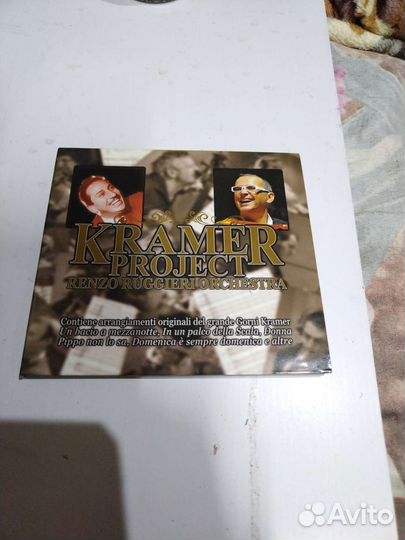 KRAMER
PROJECT
RENZO RUGGIERI ORCHESTRA
Contiene arrangiamenti originali del grande Gorni Kramer
Un bacio a mezzanotte, In un palco della Scala, Donna
Pippo non lo sa, Domenica è sempre domenica e altre
Avito